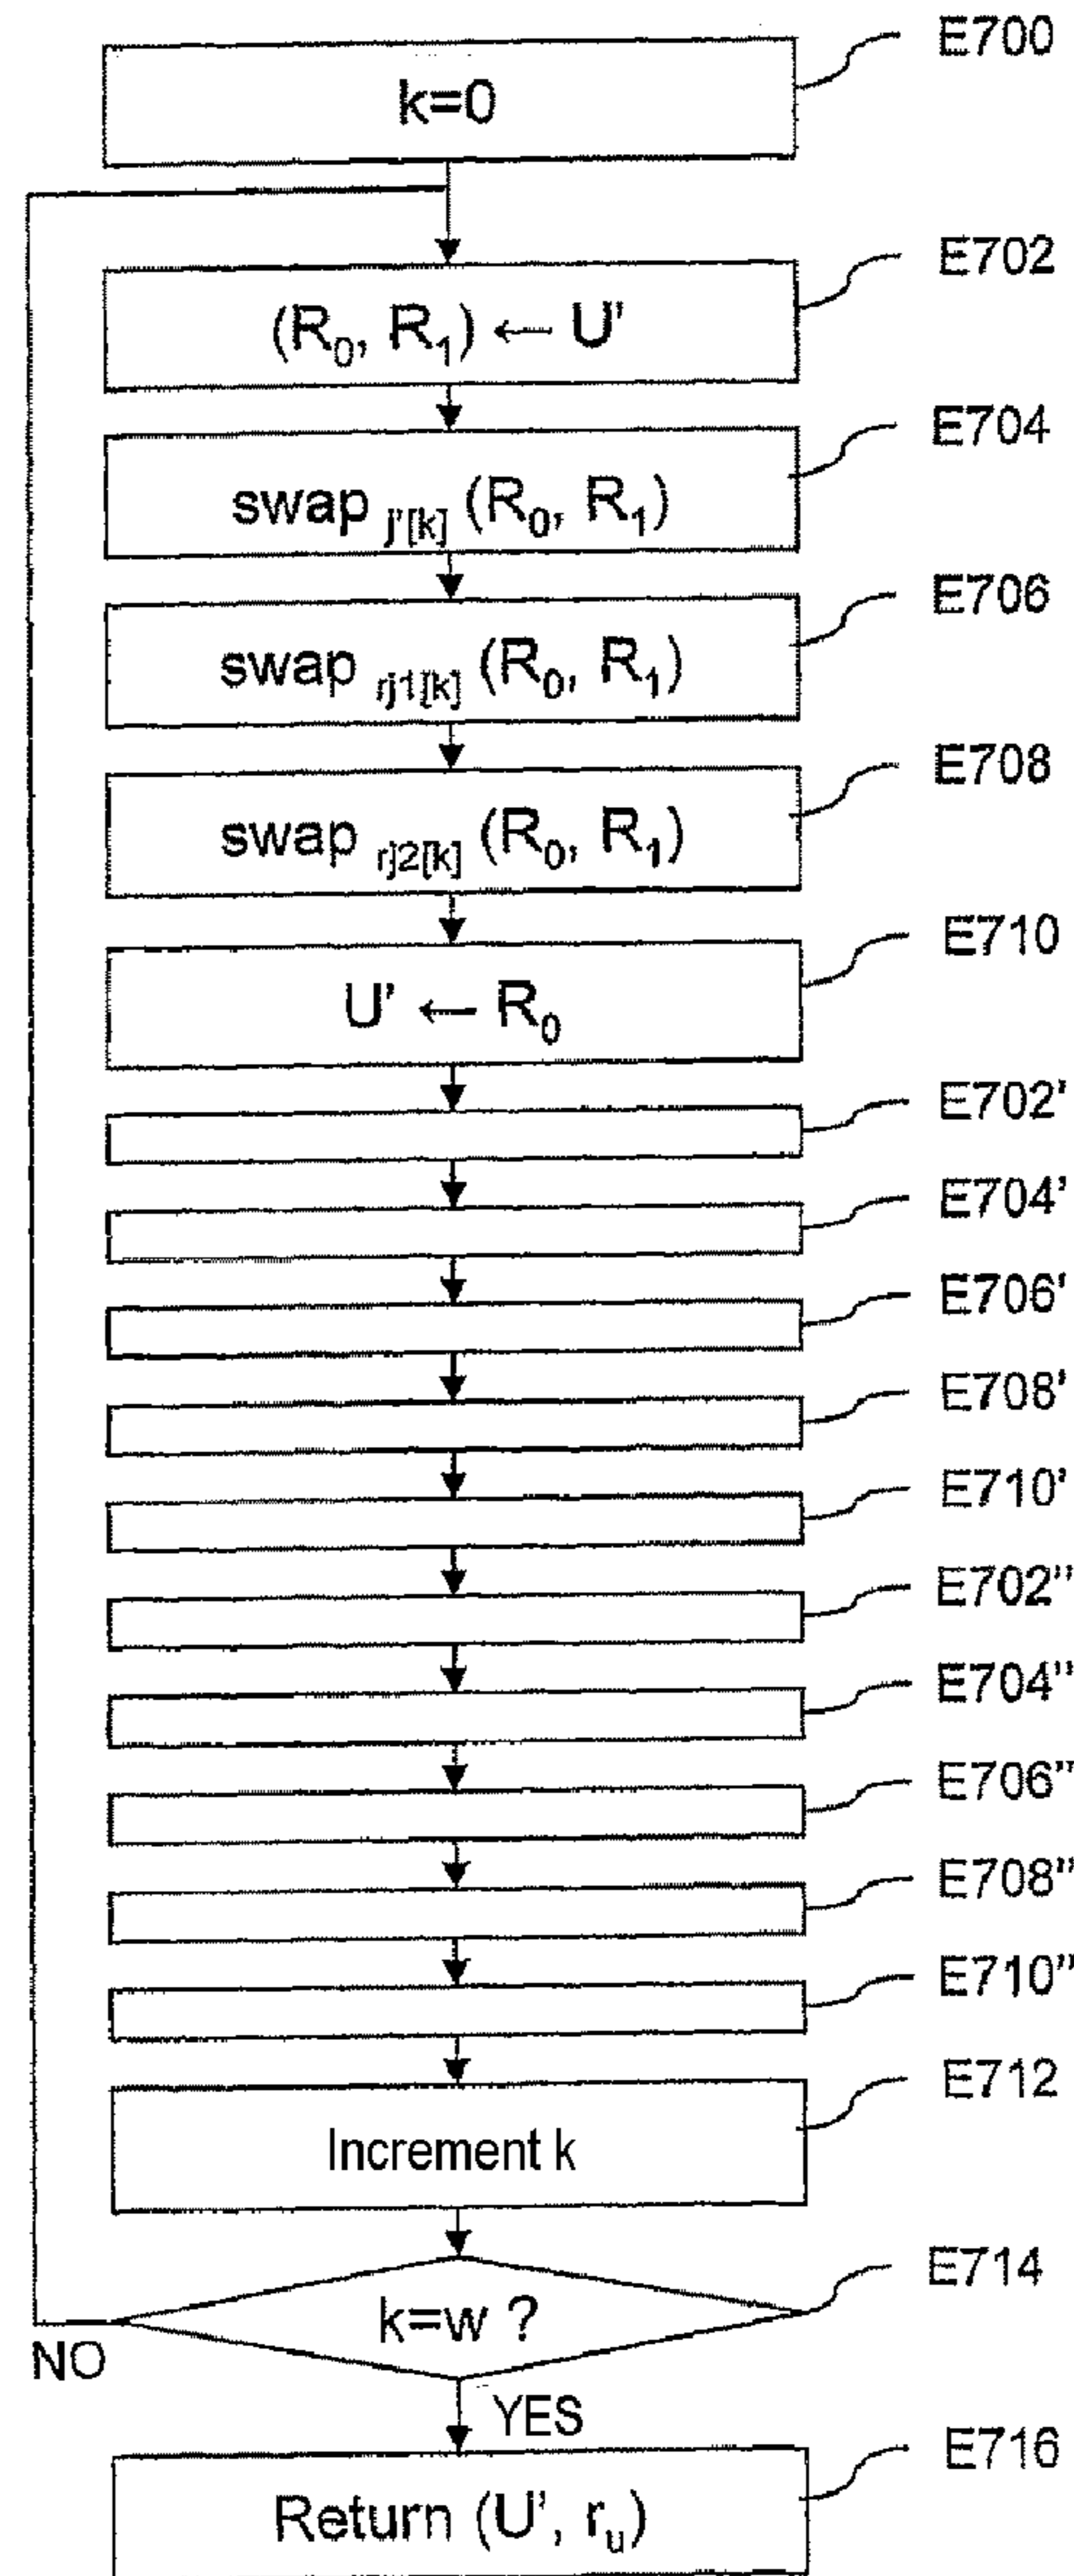 E700
k=0
E702
(R₀, R₁) ← U'
E704
swap j'[k] (R₀, R₁)
E706
swap rj1[k] (R₀, R₁)
E708
swap rj2[k] (R₀, R₁)
E710
U' ← R₀
E702'
E704'
E706'
E708'
E710'
E702"
E704"
E706"
E708"
E710"
E712
Increment k
E714
k=w ?
NO
YES
E716
Return (U', rᵤ)